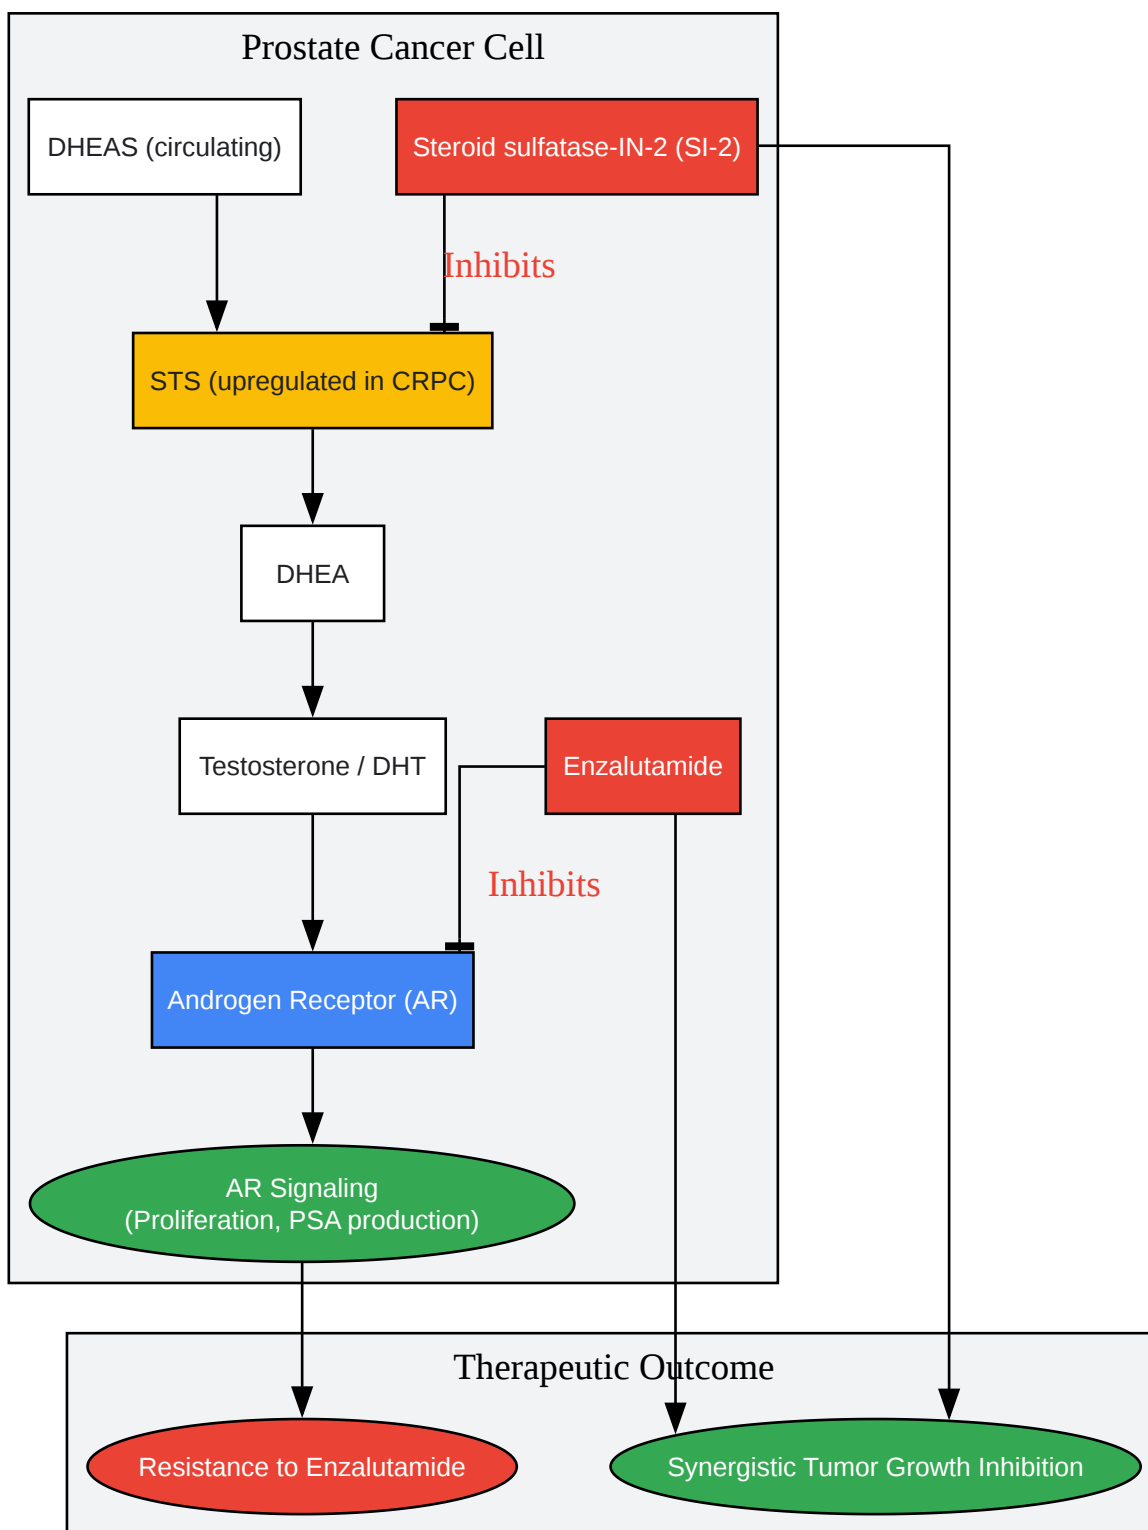 Prostate Cancer Cell
DHEAS (circulating)
Steroid sulfatase-IN-2 (SI-2)
Inhibits
STS (upregulated in CRPC)
DHEA
Testosterone / DHT
Enzalutamide
Inhibits
Androgen Receptor (AR)
AR Signaling
(Proliferation, PSA production)
Therapeutic Outcome
Resistance to Enzalutamide
Synergistic Tumor Growth Inhibition